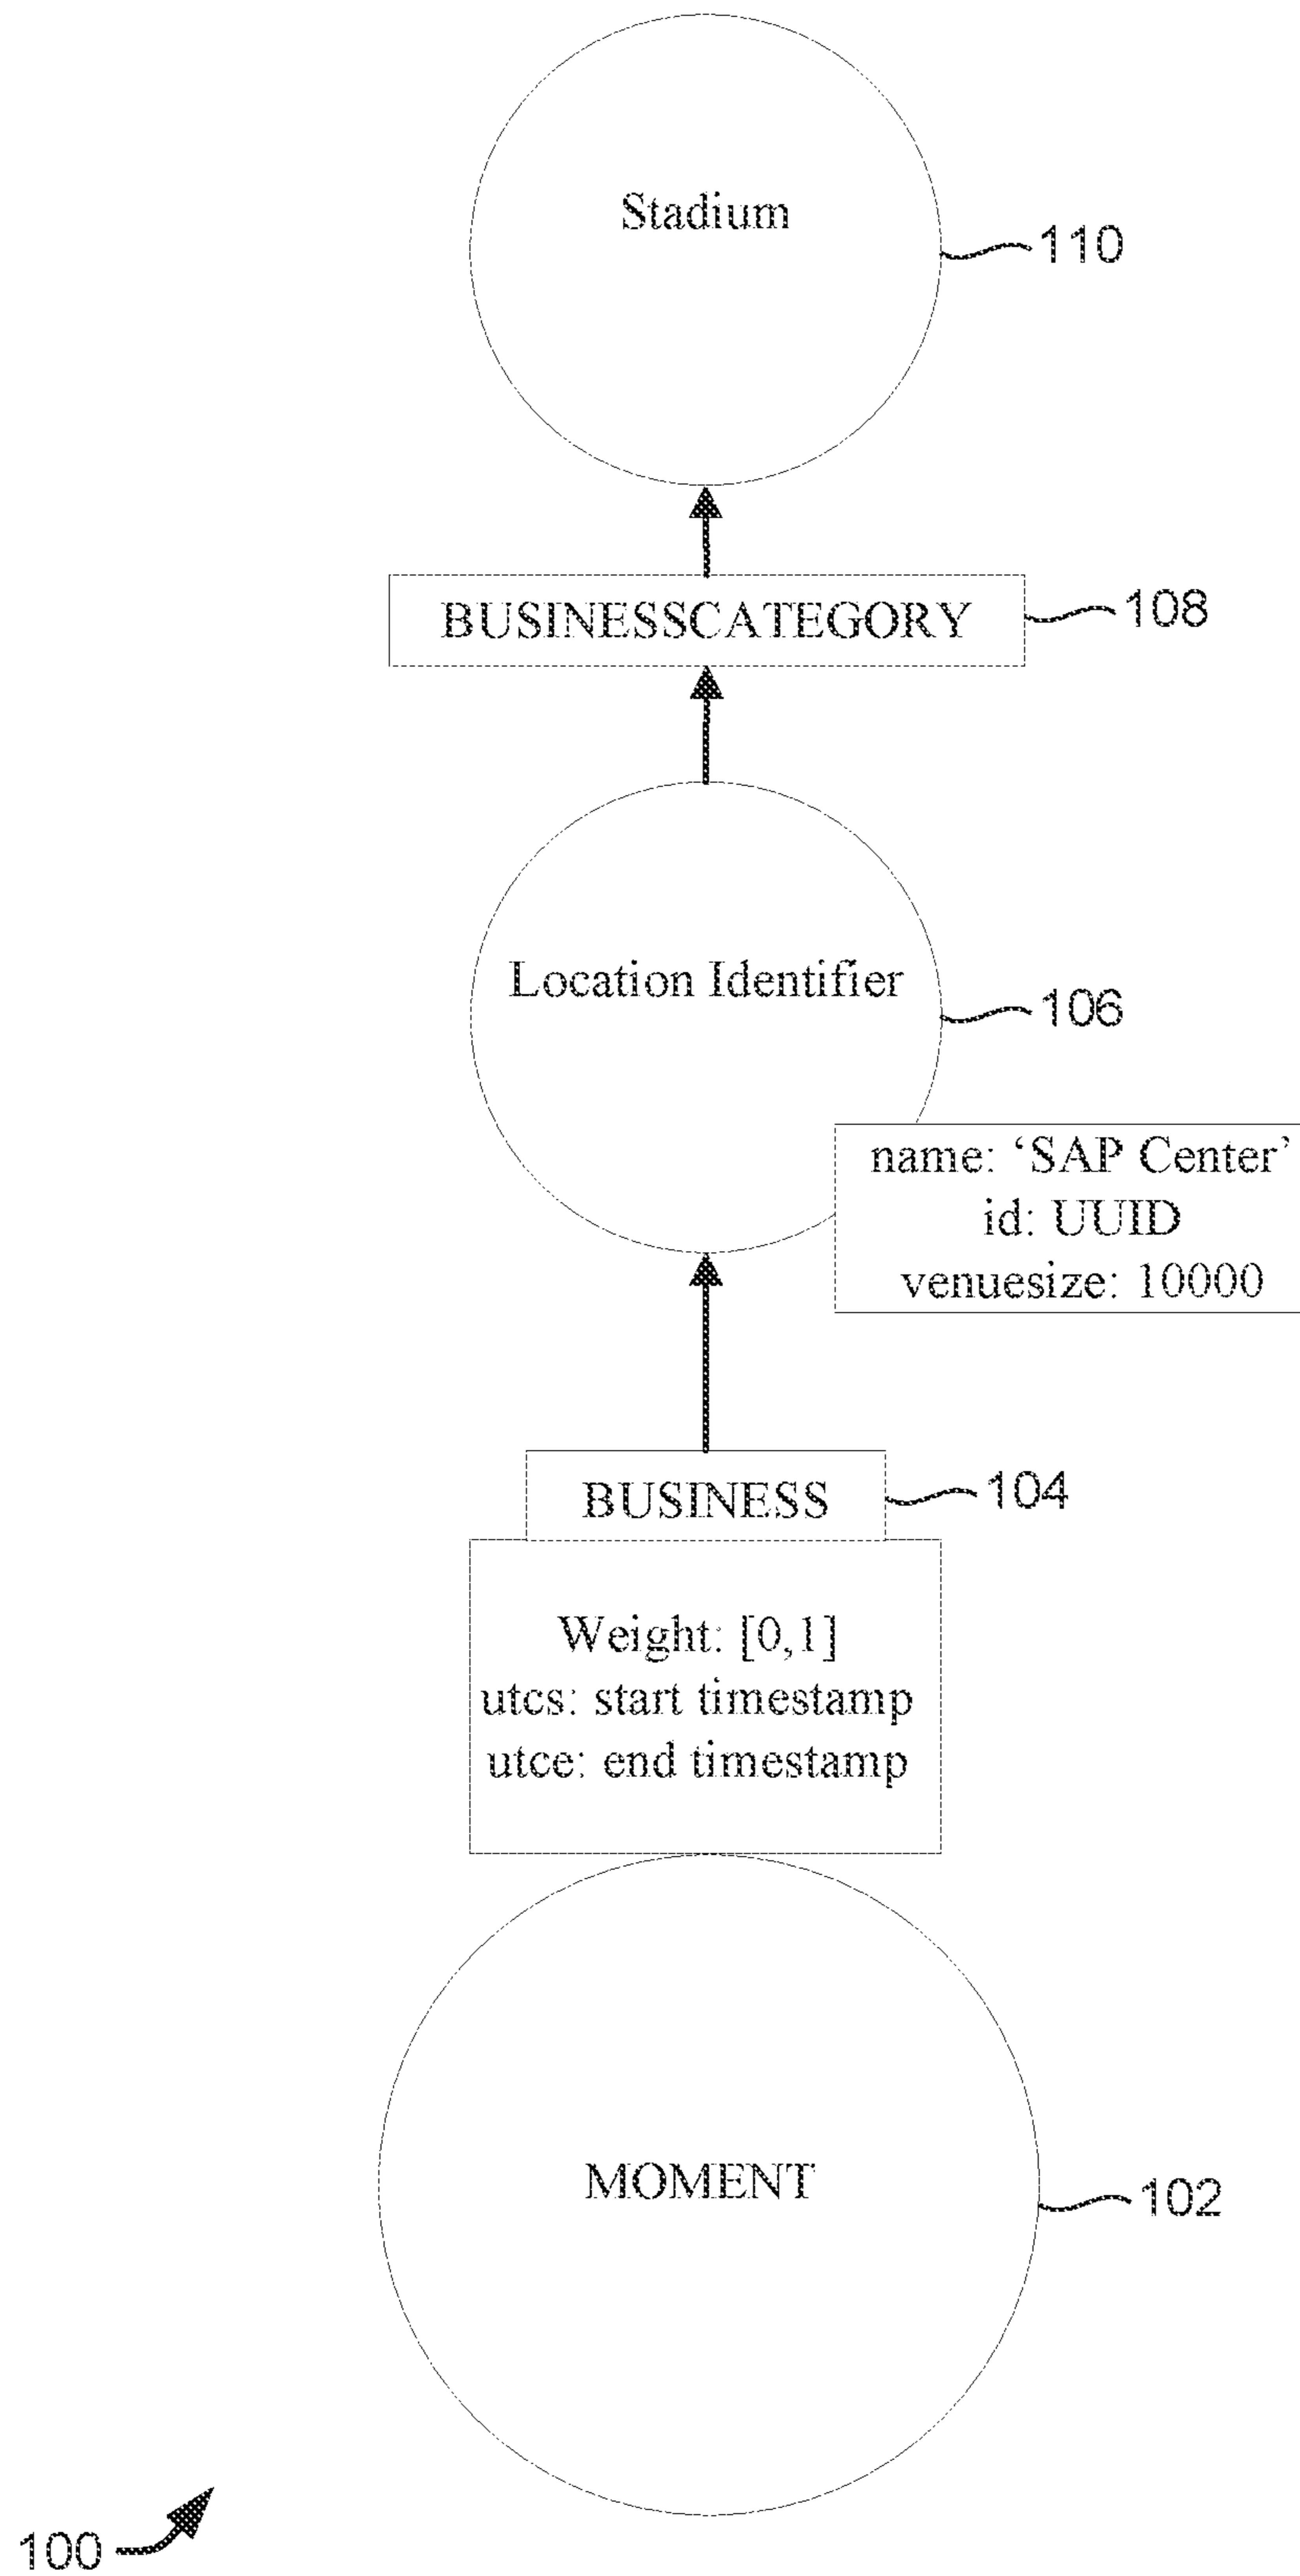 Stadium
110
BUSINESSCATEGORY
108
Location Identifier
106
name: ‘SAP Center’
id: UUID
venuesize: 10000
BUSINESS
104
Weight: [0,1]
utcs: start timestamp
utce: end timestamp
MOMENT
102
100